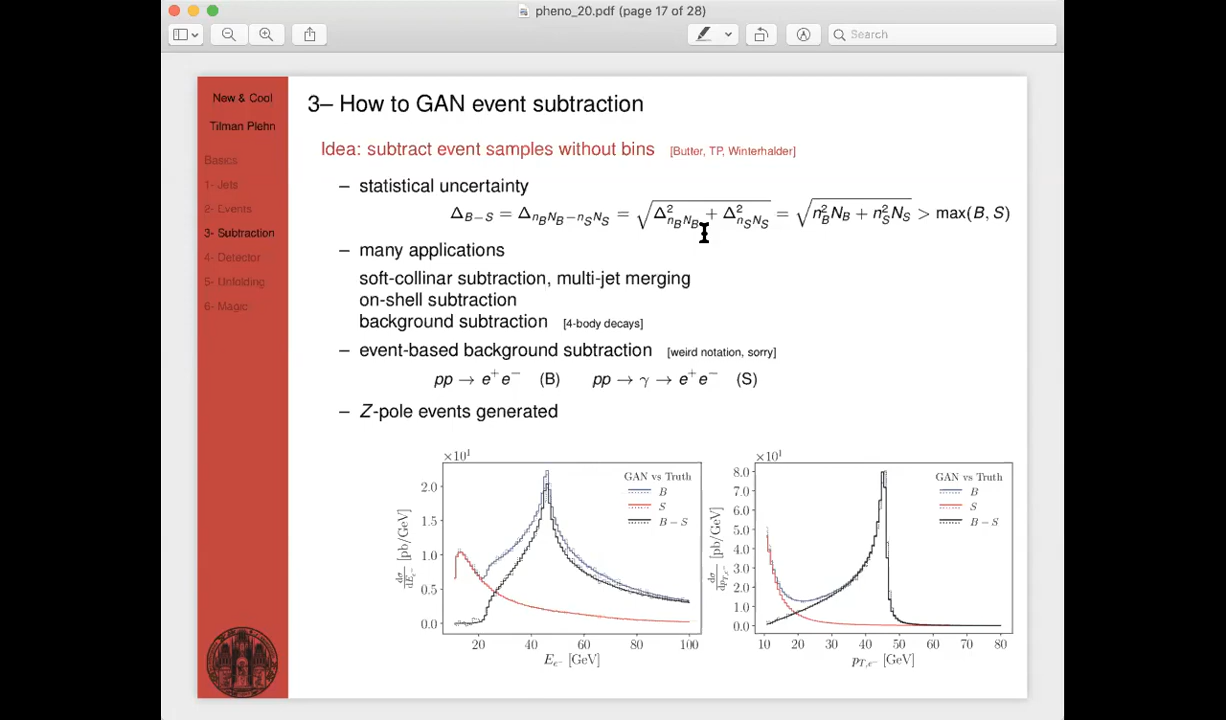 pheno_20.pdf (page 17 of 28)
Search
New & Cool
Tilman Plehn
Basics
1- Jets
2- Events
3- Subtraction
4- Detector
5- Unfolding
6- Magic
3– How to GAN event subtraction
Idea: subtract event samples without bins [Butter, TP, Winterhalder]
– statistical uncertainty
Δ_{B−S} = Δ_{n_B N_B − n_S N_S} = √(Δ²_{n_B N_B} + Δ²_{n_S N_S}) = √(n_B² N_B + n_S² N_S) > max(B, S)
– many applications
soft-collinar subtraction, multi-jet merging
on-shell subtraction
background subtraction [4-body decays]
– event-based background subtraction [weird notation, sorry]
pp → e⁺e⁻ (B) pp → γ → e⁺e⁻ (S)
– Z-pole events generated
×10¹
GAN vs Truth
B
S
B − S
2.0
1.5
1.0
0.5
0.0
dσ/dE_{e⁻} [pb/GeV]
20 40 60 80 100
E_{e⁻} [GeV]
×10¹
GAN vs Truth
B
S
B − S
8.0
7.0
6.0
5.0
4.0
3.0
2.0
1.0
0.0
dσ/dp_{T,e⁻} [pb/GeV]
10 20 30 40 50 60 70 80
p_{T,e⁻} [GeV]